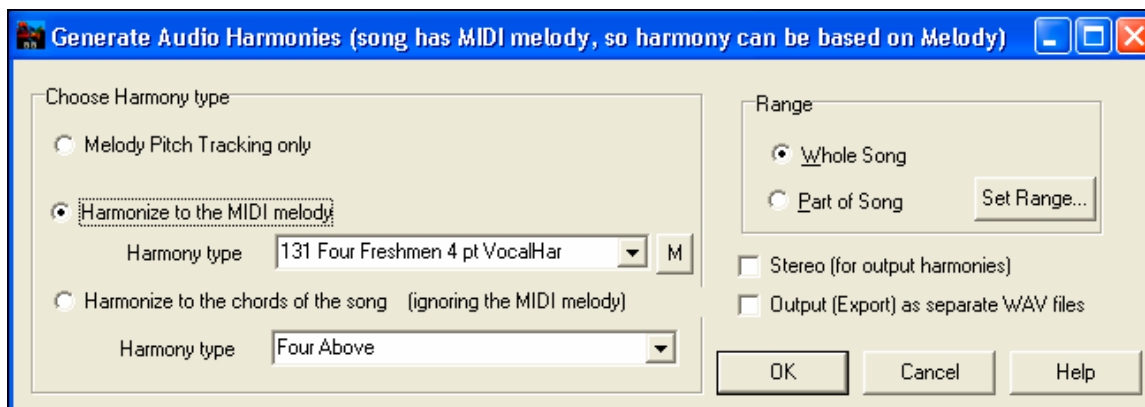 Generate Audio Harmonies (song has MIDI melody, so harmony can be based on Melody)
Choose Harmony type
Melody Pitch Tracking only
Harmonize to the MIDI melody
Harmony type 131 Four Freshmen 4 pt VocalHar M
Harmonize to the chords of the song (ignoring the MIDI melody)
Harmony type Four Above
Range
Whole Song
Part of Song Set Range...
Stereo (for output harmonies)
Output (Export) as separate WAV files
OK Cancel Help